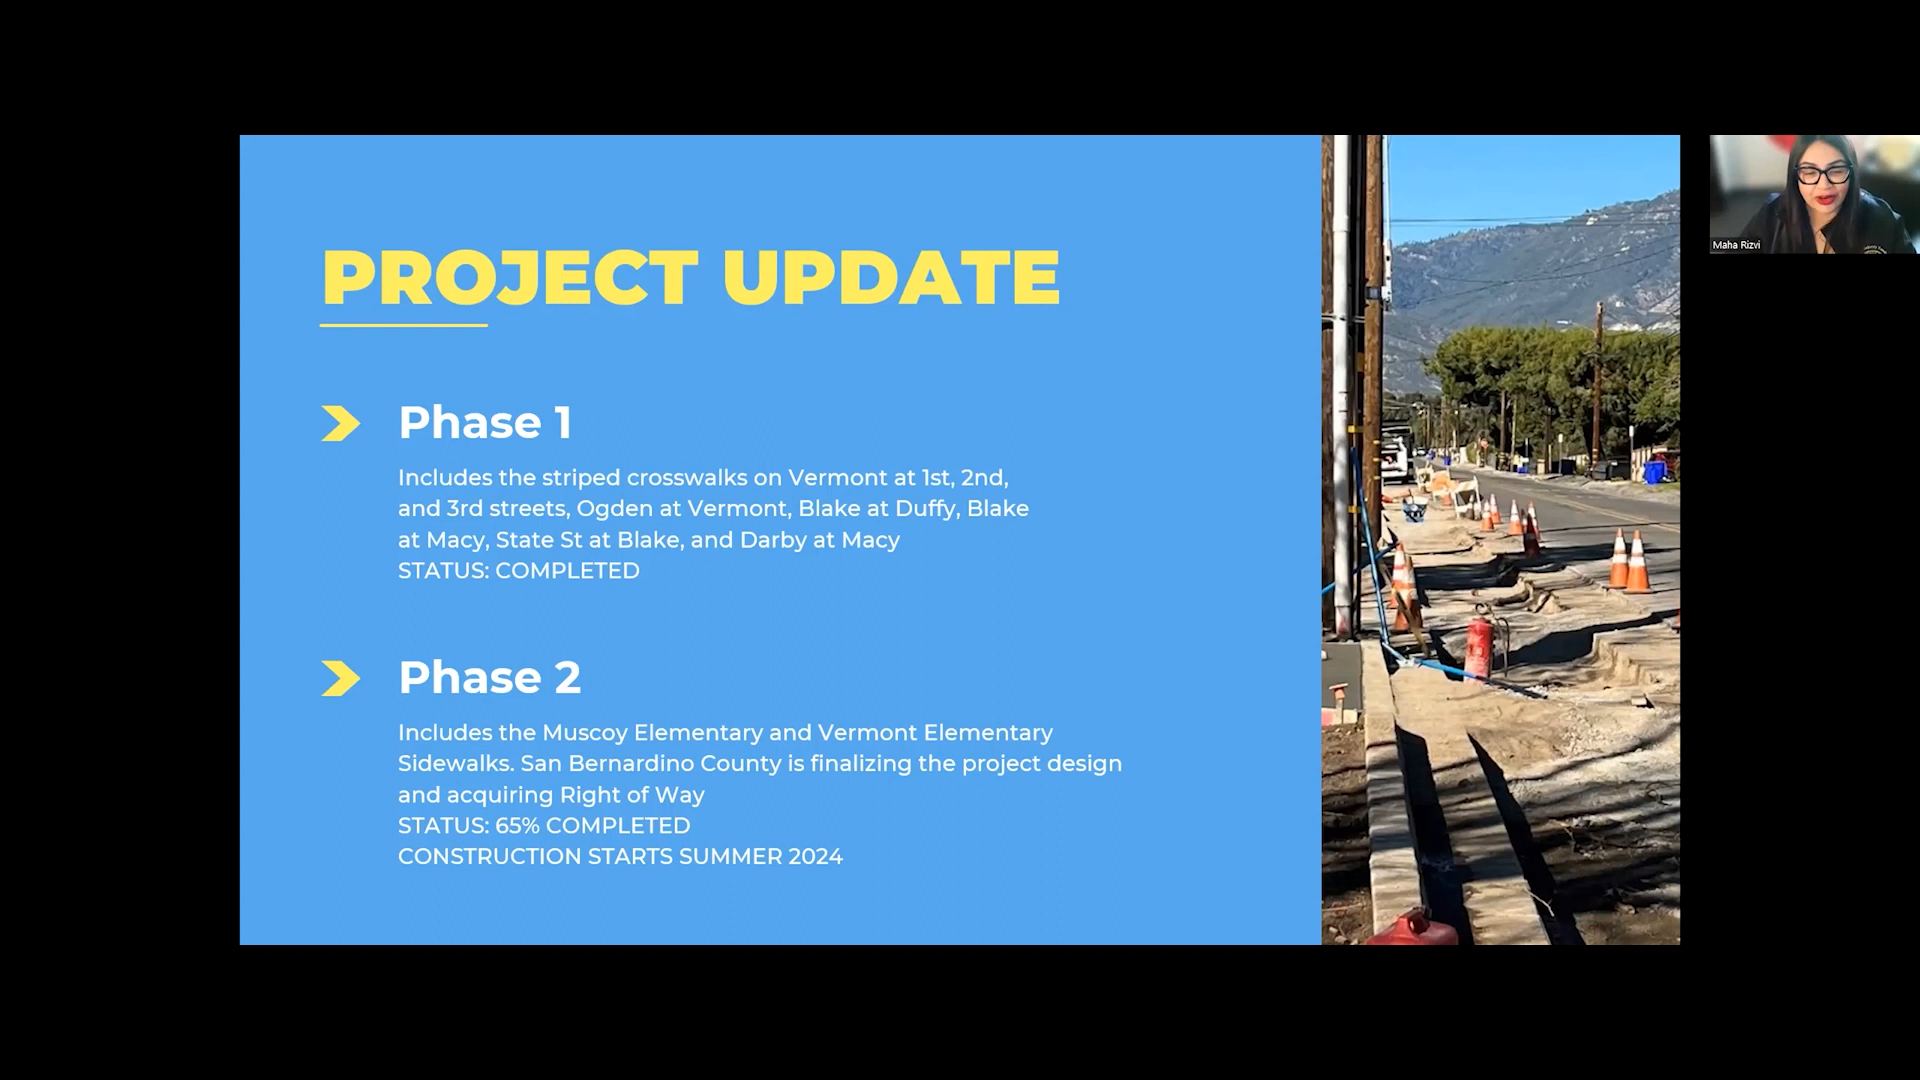 PROJECT UPDATE
Phase 1
Includes the striped crosswalks on Vermont at 1st, 2nd,
and 3rd streets, Ogden at Vermont, Blake at Duffy, Blake
at Macy, State St at Blake, and Darby at Macy
STATUS: COMPLETED
Phase 2
Includes the Muscoy Elementary and Vermont Elementary
Sidewalks. San Bernardino County is finalizing the project design
and acquiring Right of Way
STATUS: 65% COMPLETED
CONSTRUCTION STARTS SUMMER 2024
Maha Rizvi